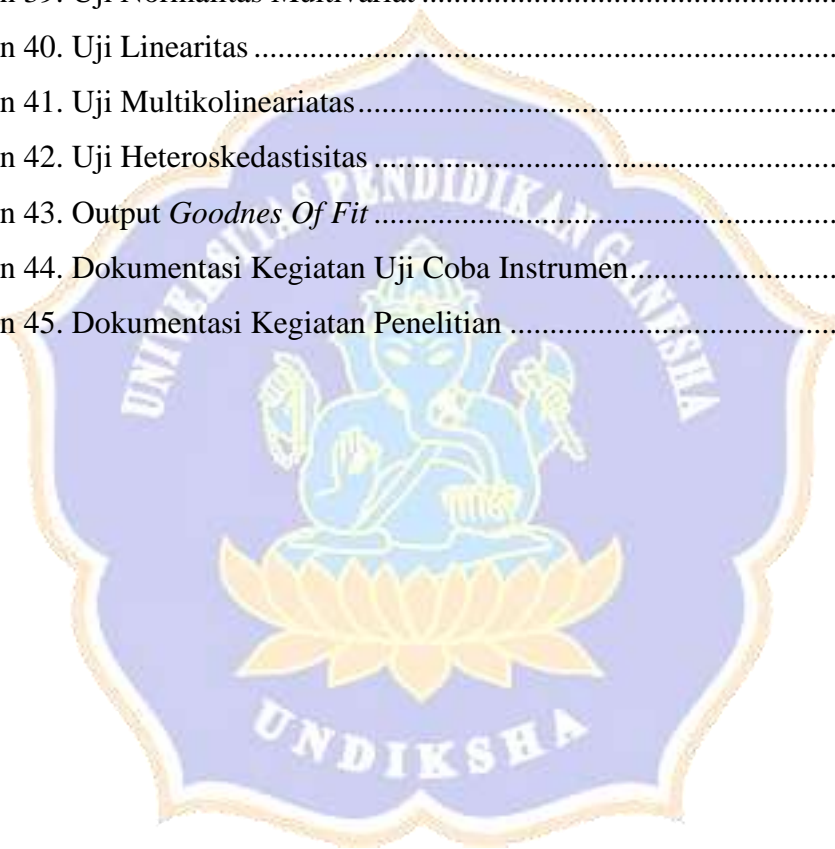 n 39. Uji Normalitas Multivariat ....................................................
n 40. Uji Linearitas ........................................................................
n 41. Uji Multikolineariatas...........................................................
n 42. Uji Heteroskedastisitas .........................................................
n 43. Output Goodnes Of Fit .........................................................
n 44. Dokumentasi Kegiatan Uji Coba Instrumen..........................
n 45. Dokumentasi Kegiatan Penelitian ........................................
UNIVERSITAS PENDIDIKAN GANESHA
UNDIKSHA